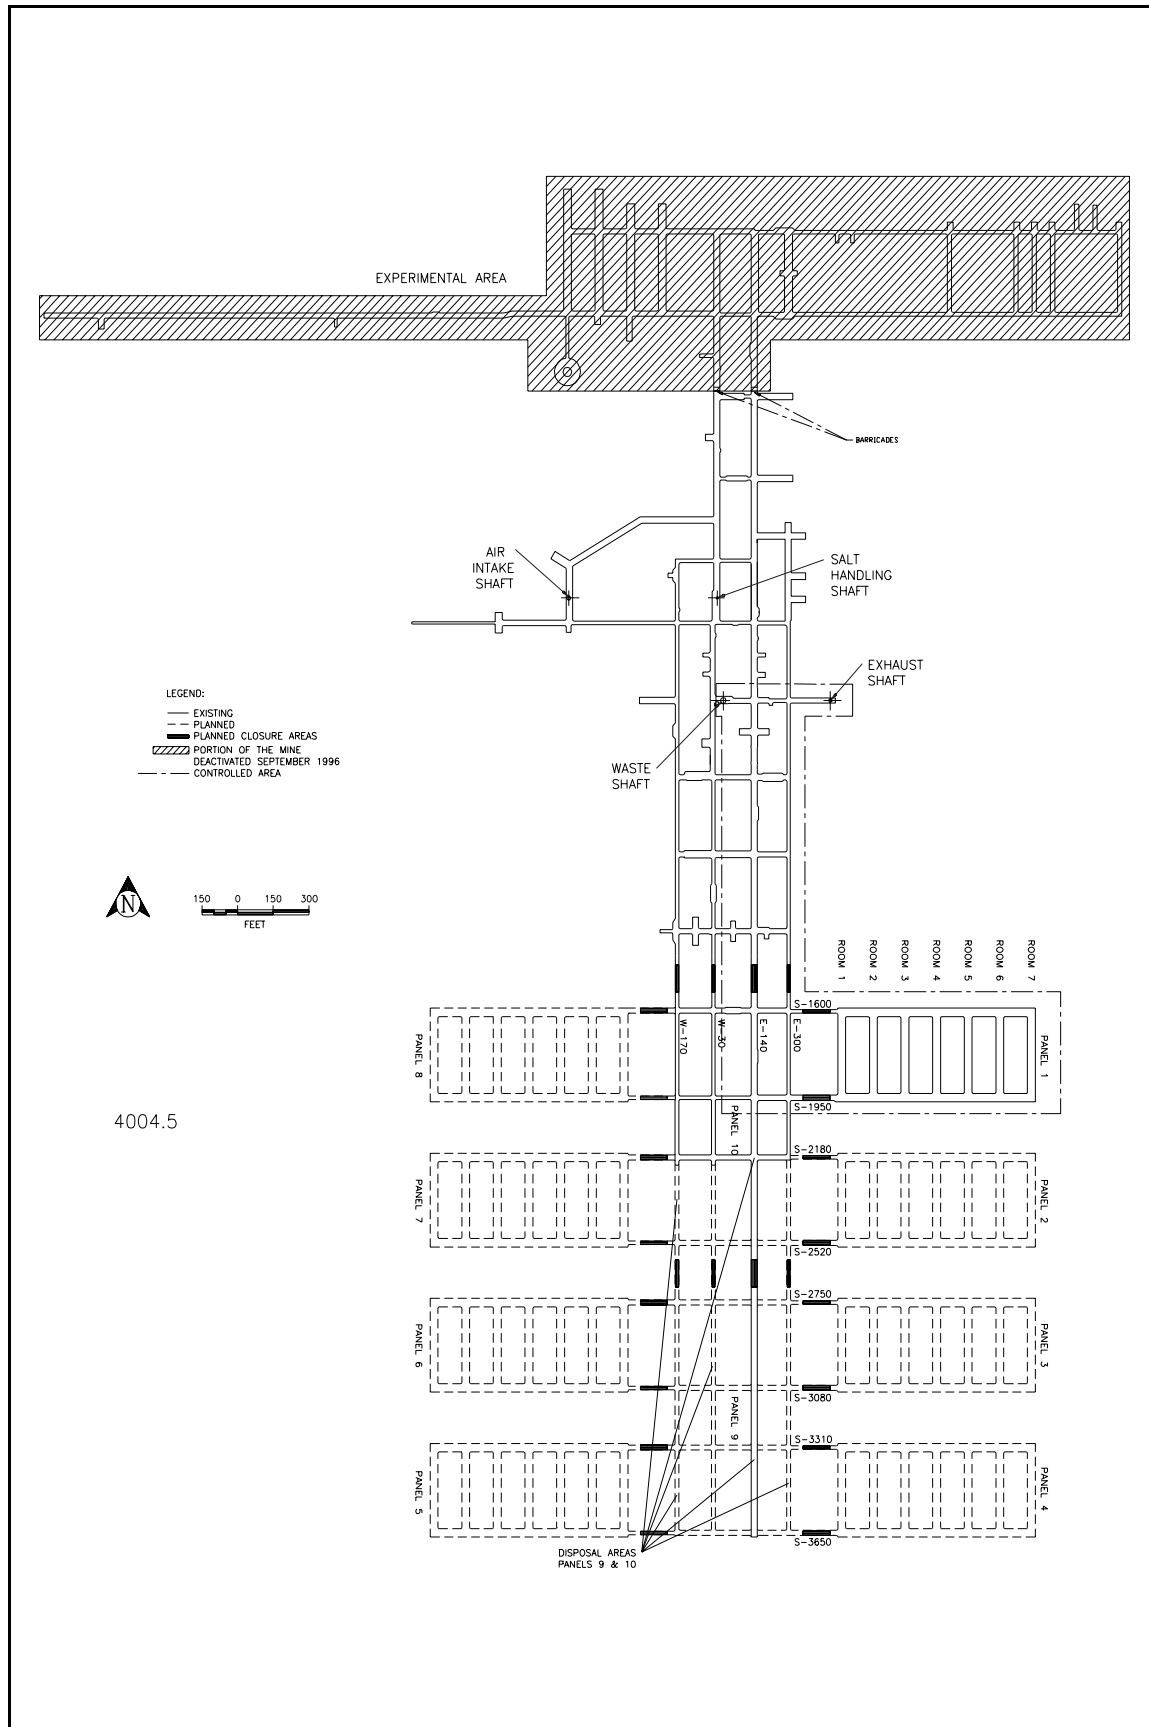 EXPERIMENTAL AREA
BARRICADES
AIR
INTAKE
SHAFT
SALT
HANDLING
SHAFT
EXHAUST
SHAFT
WASTE
SHAFT
LEGEND:
EXISTING
PLANNED
PLANNED CLOSURE AREAS
PORTION OF THE MINE
DEACTIVATED SEPTEMBER 1996
CONTROLLED AREA
N
150 0 150 300
FEET
ROOM 1
ROOM 2
ROOM 3
ROOM 4
ROOM 5
ROOM 6
ROOM 7
S-1600
W-170
W-30
E-140
E-300
PANEL 8
PANEL 1
S-1950
4004.5
PANEL 10
S-2180
PANEL 7
PANEL 2
S-2520
S-2750
PANEL 6
PANEL 3
S-3080
PANEL 9
S-3310
PANEL 5
PANEL 4
S-3650
DISPOSAL AREAS
PANELS 9 & 10